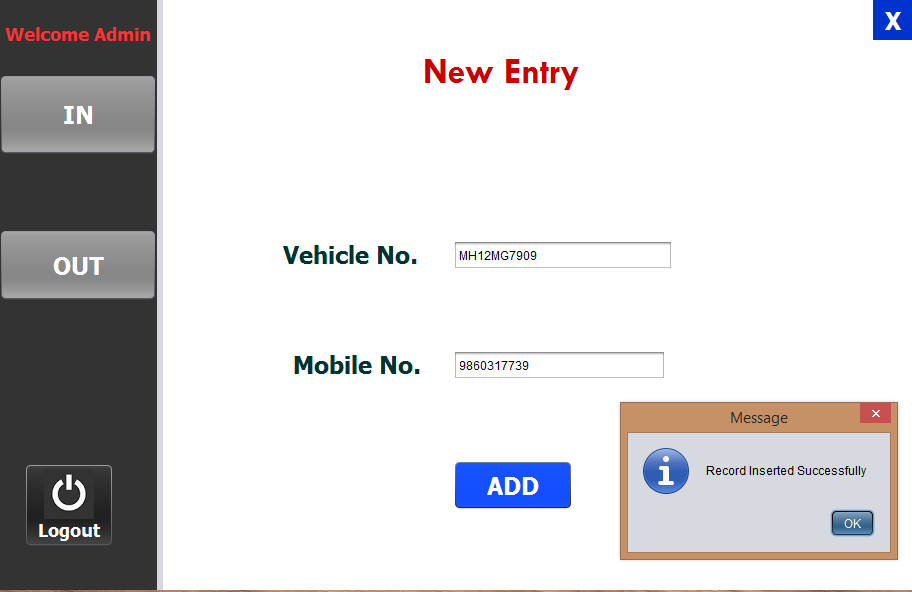 Welcome Admin
X
New Entry
IN
OUT
Vehicle No.
MH12MG7909
Mobile No.
9860317739
Message
x
i
Record Inserted Successfully
OK
ADD
Logout